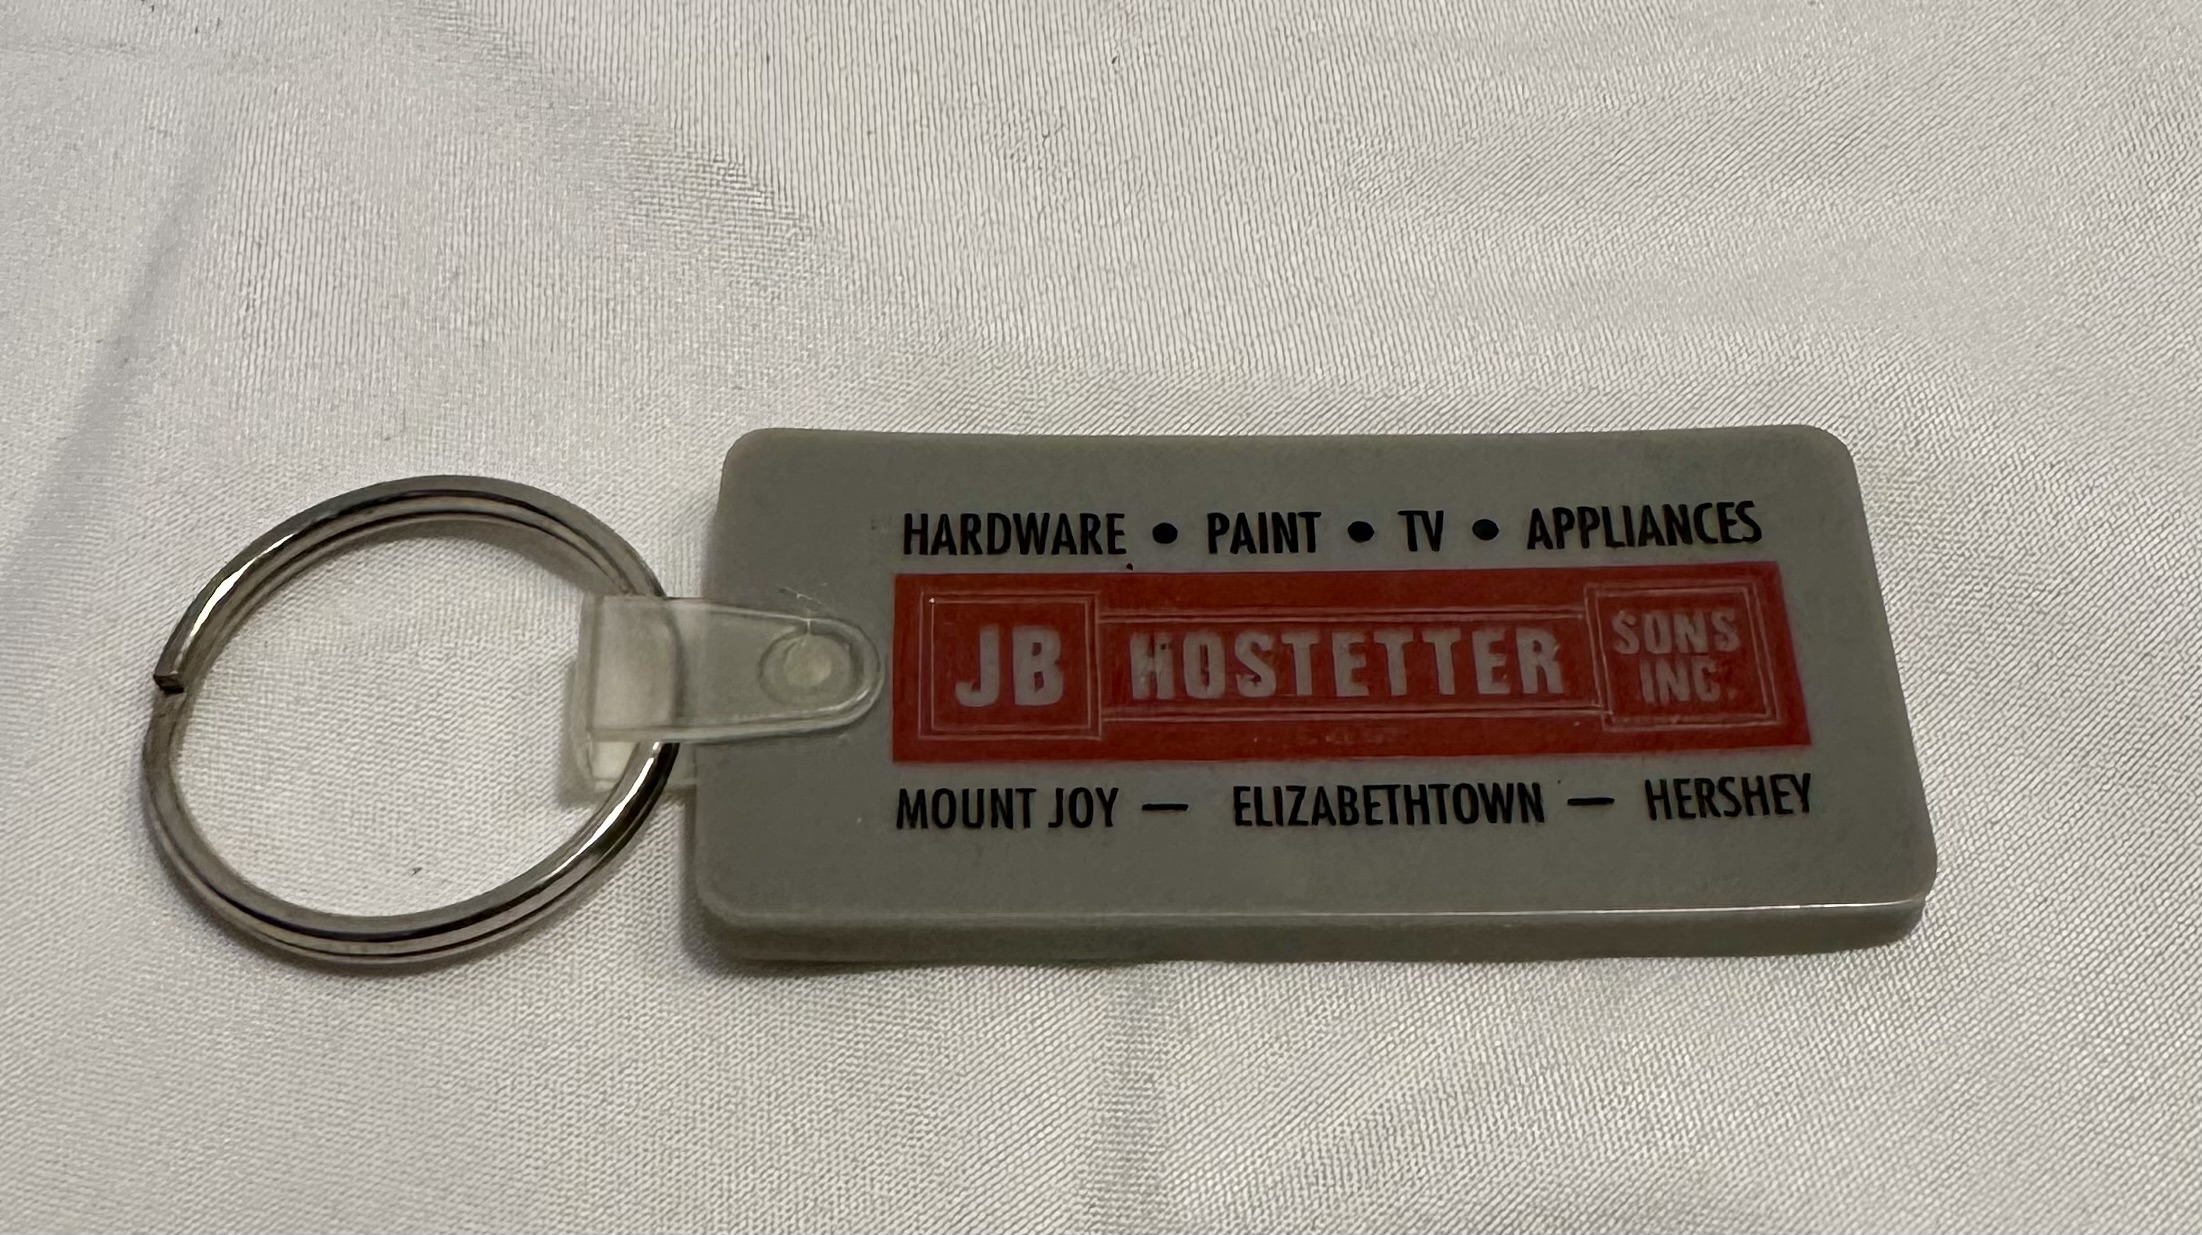 HARDWARE • PAINT • TV • APPLIANCES
JB HOSTETTER SONS INC.
MOUNT JOY — ELIZABETHTOWN — HERSHEY